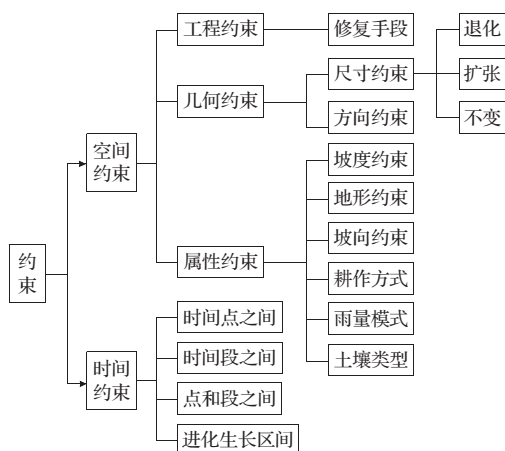 约
束
空间
约束
时间
约束
工程约束
几何约束
属性约束
时间点之间
时间段之间
点和段之间
进化生长区间
修复手段
尺寸约束
方向约束
坡度约束
地形约束
坡向约束
耕作方式
雨量模式
土壤类型
退化
扩张
不变